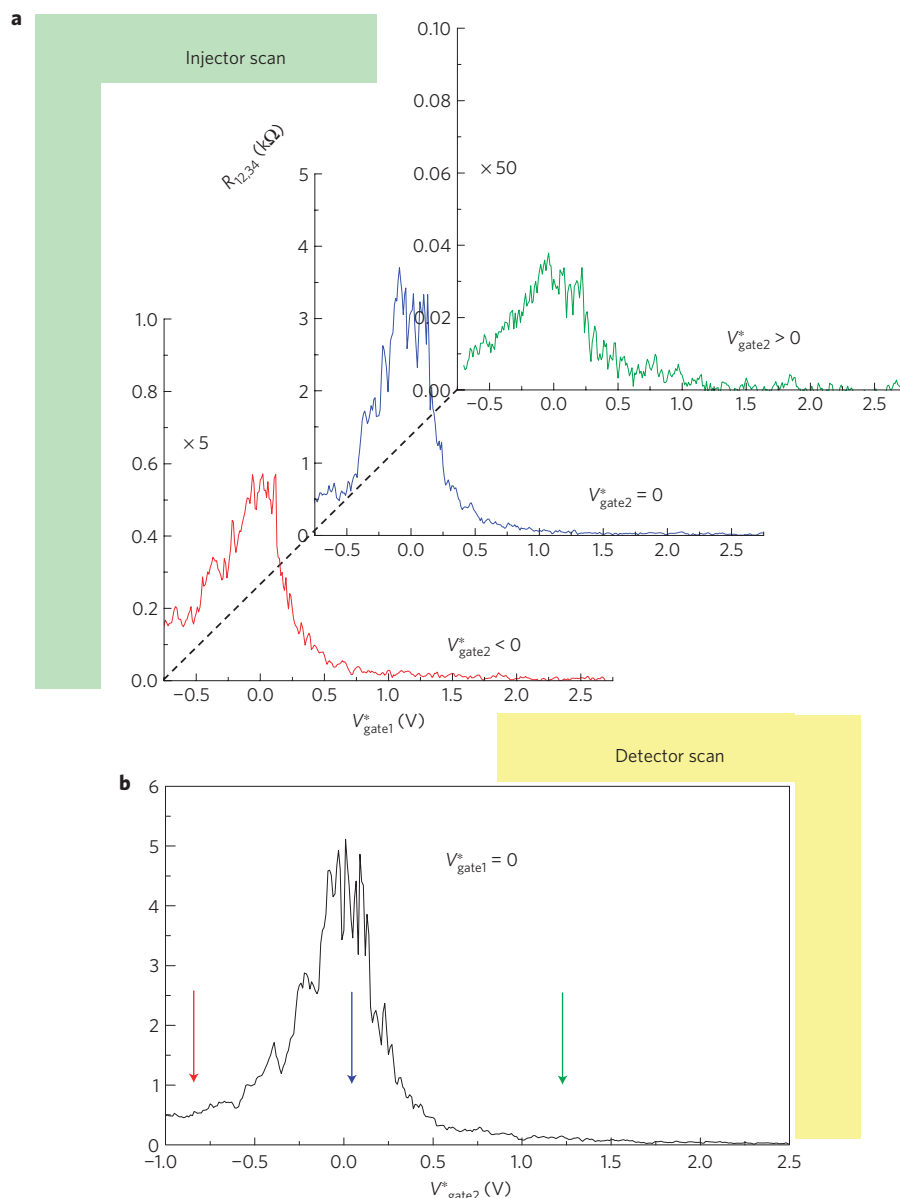 a
Injector scan
R12,34 (kΩ)
0.10
0.08
0.06
0.04
0.02
0.00
× 50
V*gate2 > 0
−0.5 0.0 0.5 1.0 1.5 2.0 2.5
5
4
3
2
1
0
V*gate2 = 0
−0.5 0.0 0.5 1.0 1.5 2.0 2.5
1.0
0.8
0.6
0.4
0.2
0.0
× 5
V*gate2 < 0
−0.5 0.0 0.5 1.0 1.5 2.0 2.5
V*gate1 (V)
Detector scan
b
6
5
4
3
2
1
0
V*gate1 = 0
−1.0 −0.5 0.0 0.5 1.0 1.5 2.0 2.5
V*gate2 (V)